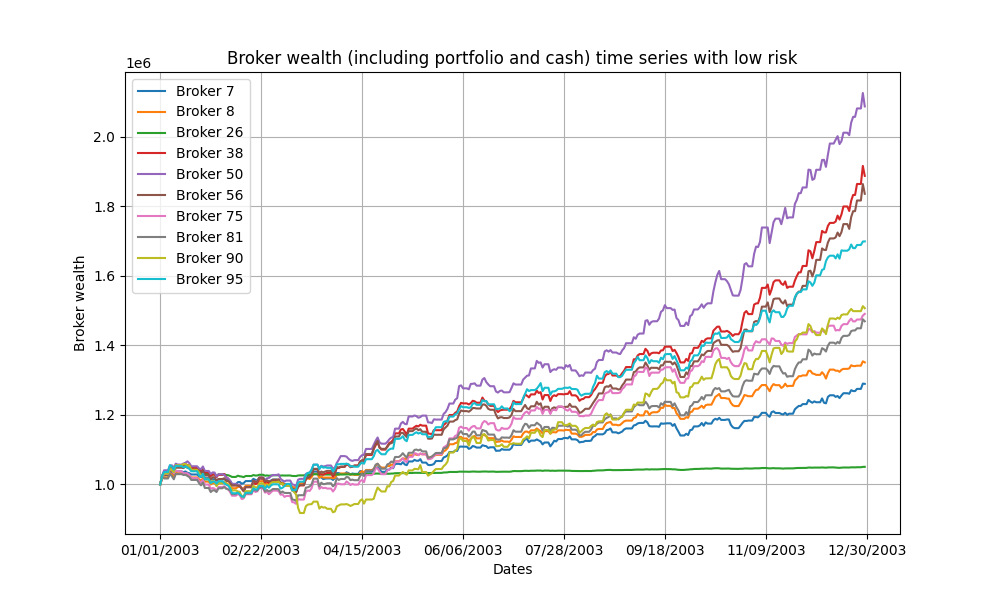 Broker wealth (including portfolio and cash) time series with low risk
1e6
Broker 7
Broker 8
Broker 26
Broker 38
Broker 50
Broker 56
Broker 75
Broker 81
Broker 90
Broker 95
2.0
1.8
1.6
1.4
1.2
1.0
Broker wealth
01/01/2003 02/22/2003 04/15/2003 06/06/2003 07/28/2003 09/18/2003 11/09/2003 12/30/2003
Dates